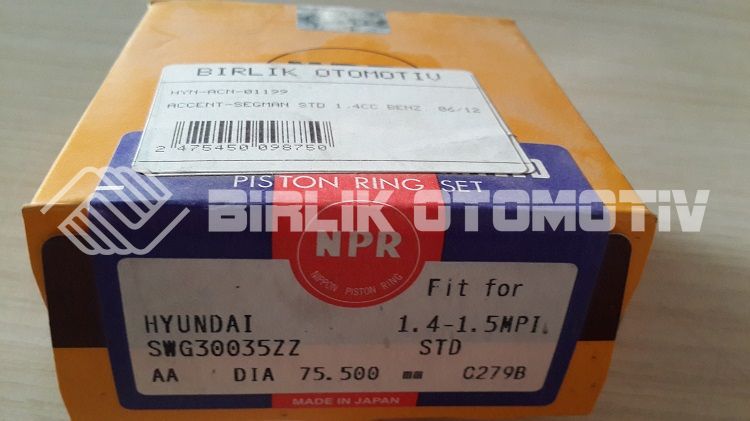 BIRLIK OTOMOTIV
HYN-ACN-01199
ACCENT-SEGMAN STD 1.4CC BENZ 06/12
2 475450 098750
PISTON RING SET
BIRLIK OTOMOTIV
NPR
NIPPON PISTON RING
Fit for
HYUNDAI 1.4-1.5MPI.
SWG30035ZZ STD
AA DIA 75.500 mm C279B
MADE IN JAPAN